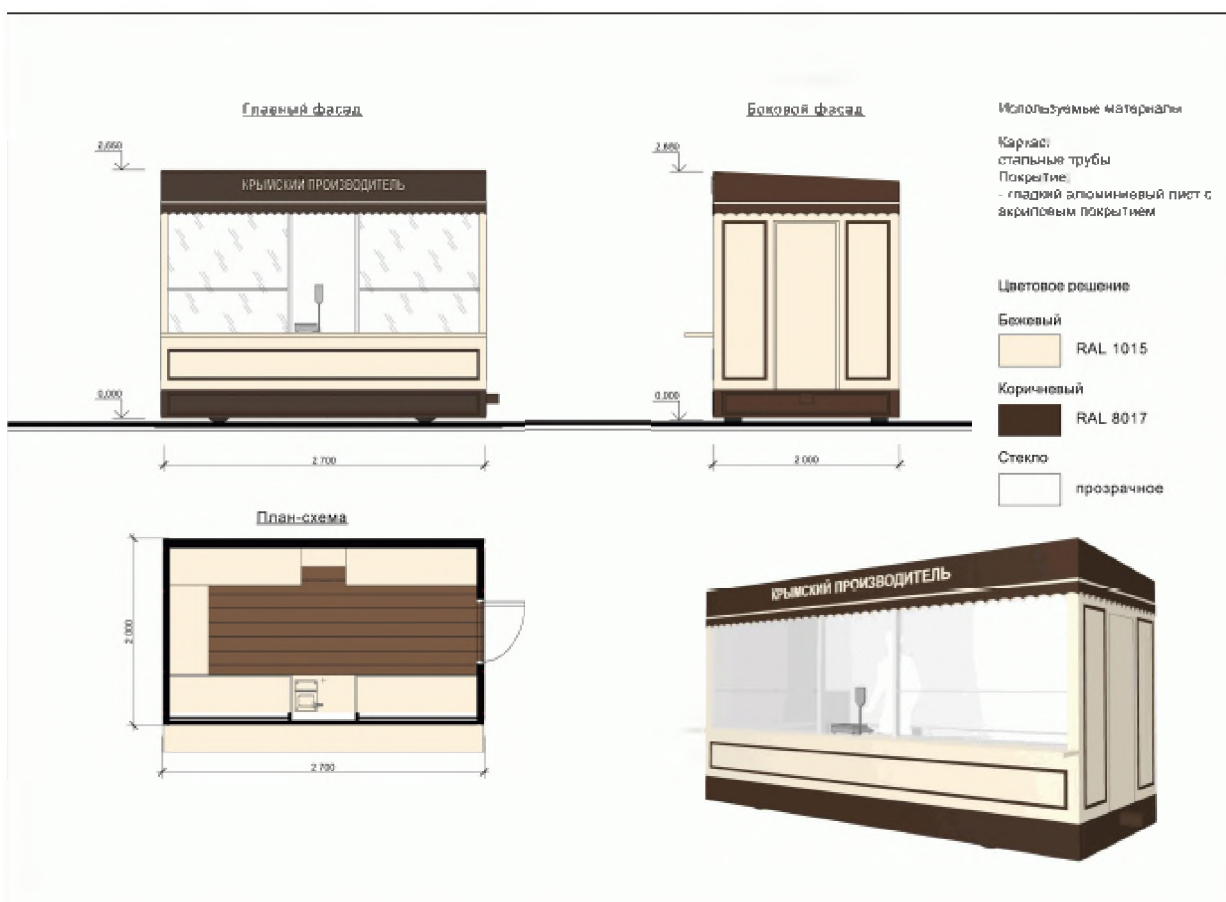 Главный фасад
2,660
КРЫМСКИЙ ПРОИЗВОДИТЕЛЬ
0,000
2 700
Боковой фасад
2,660
0,000
2 000
Используемые материалы
Каркас:
стальные трубы
Покрытие:
- гладкий алюминиевый лист с
акриловым покрытием
Цветовое решение
Бежевый
RAL 1015
Коричневый
RAL 8017
Стекло
прозрачное
План-схема
2 000
2 700
КРЫМСКИЙ ПРОИЗВОДИТЕЛЬ